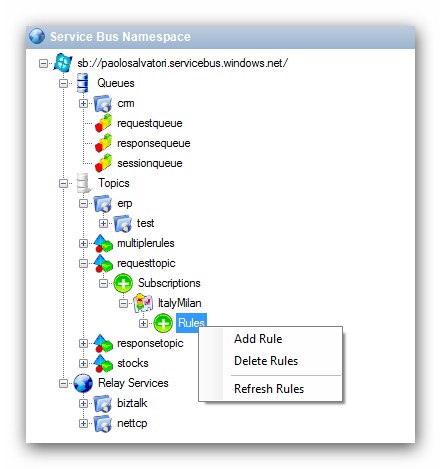 Service Bus Namespace
sb://paolosalvatori.servicebus.windows.net/
Queues
crm
requestqueue
responsequeue
sessionqueue
Topics
erp
test
multiplerules
requesttopic
Subscriptions
ItalyMilan
Rules
Add Rule
responsetopic
Delete Rules
stocks
Relay Services
Refresh Rules
biztalk
nettcp